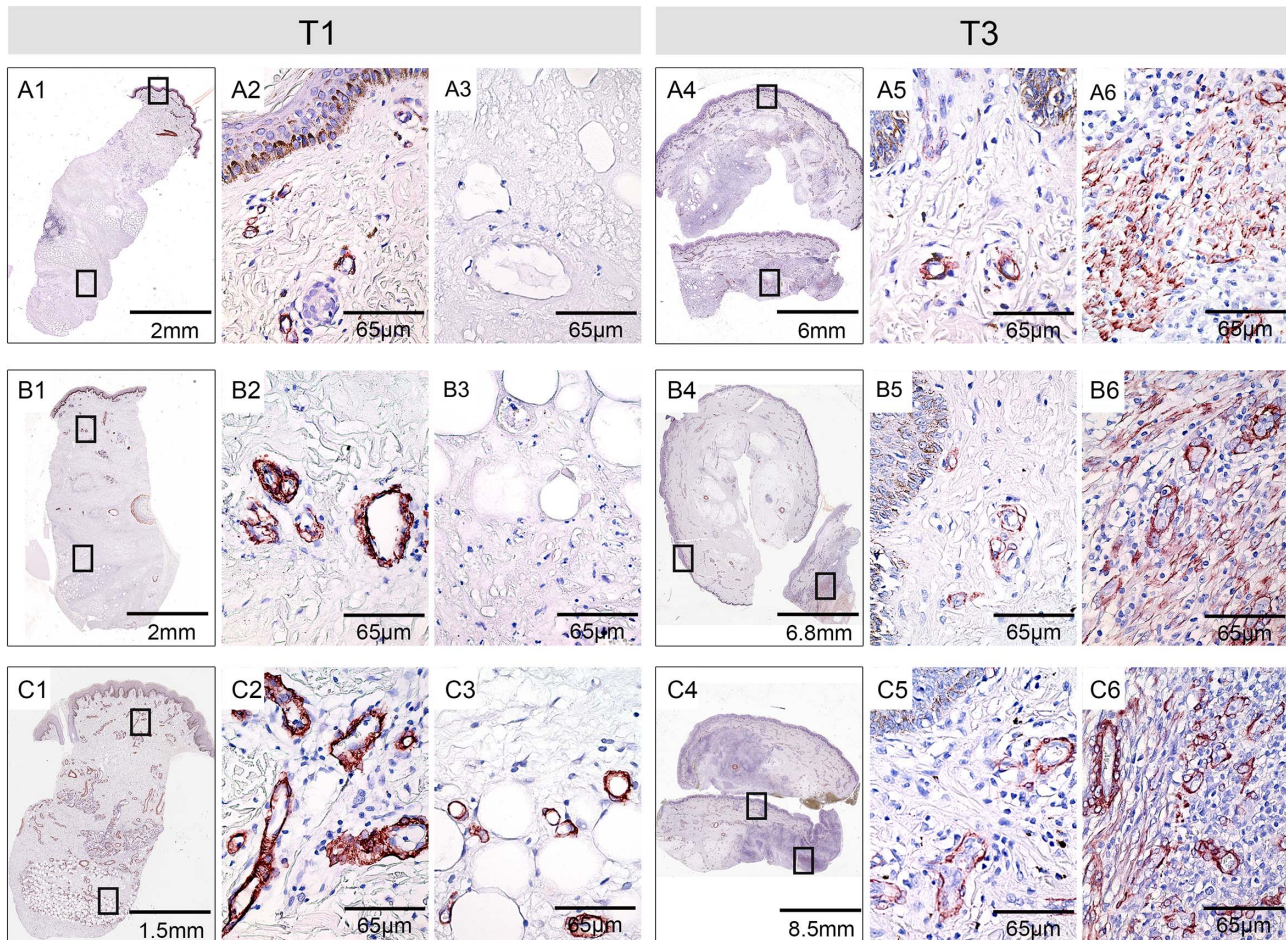 T1 T3
A1 A2 A3 A4 A5 A6
2mm 65µm 65µm 6mm 65µm 65µm
B1 B2 B3 B4 B5 B6
2mm 65µm 65µm 6.8mm 65µm 65µm
C1 C2 C3 C4 C5 C6
1.5mm 65µm 65µm 8.5mm 65µm 65µm